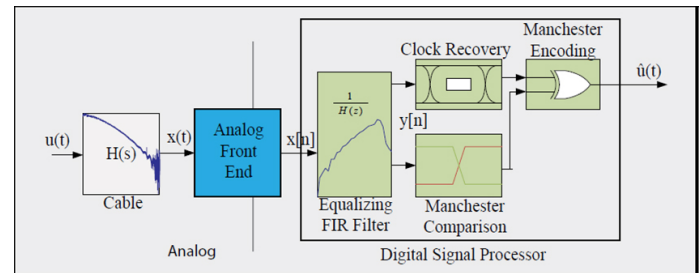 Manchester
Encoding
Clock Recovery
û(t)
1
H(z)
u(t)
H(s)
x(t)
Analog
Front
End
x[n]
y[n]
Cable
Equalizing
FIR Filter
Manchester
Comparison
Analog
Digital Signal Processor